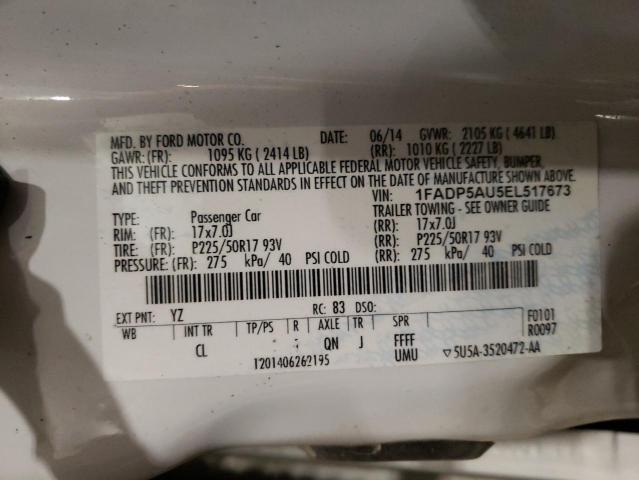 MFD. BY FORD MOTOR CO. DATE: 06/14 GVWR: 2105 KG ( 4641 LB)
GAWR: (FR): 1095 KG ( 2414 LB) (RR): 1010 KG ( 2227 LB)
THIS VEHICLE CONFORMS TO ALL APPLICABLE FEDERAL MOTOR VEHICLE SAFETY, BUMPER,
AND THEFT PREVENTION STANDARDS IN EFFECT ON THE DATE OF MANUFACTURE SHOWN ABOVE.
VIN: 1FADP5AU5EL517673
TYPE: Passenger Car TRAILER TOWING - SEE OWNER GUIDE
RIM: (FR): 17x7.0J (RR): 17x7.0J
TIRE: (FR): P225/50R17 93V (RR): P225/50R17 93V
PRESSURE: (FR): 275 kPa/ 40 PSI COLD (RR): 275 kPa/ 40 PSI COLD
EXT PNT: YZ RC: 83 DSO: F0101
WB INT TR TP/PS R AXLE TR SPR R0097
CL QN J FFFF
1201406262195 UMU ▽5U5A-3520472-AA